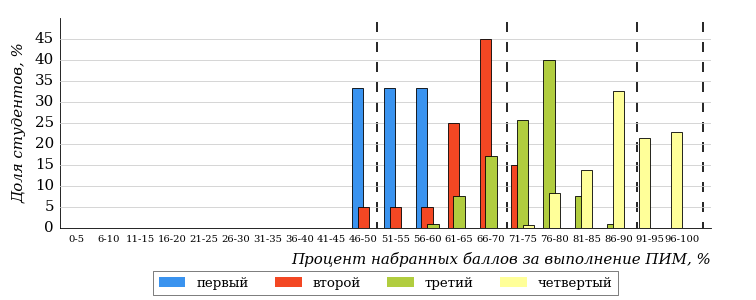 Доля студентов, %
45
40
35
30
25
20
15
10
5
0
0-5 6-10 11-15 16-20 21-25 26-30 31-35 36-40 41-45 46-50 51-55 56-60 61-65 66-70 71-75 76-80 81-85 86-90 91-95 96-100
Процент набранных баллов за выполнение ПИМ, %
первый второй третий четвертый